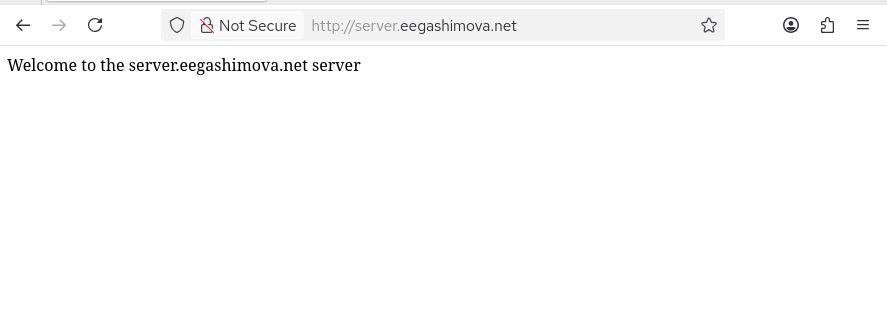 Not Secure http://server.eegashimova.net
Welcome to the server.eegashimova.net server